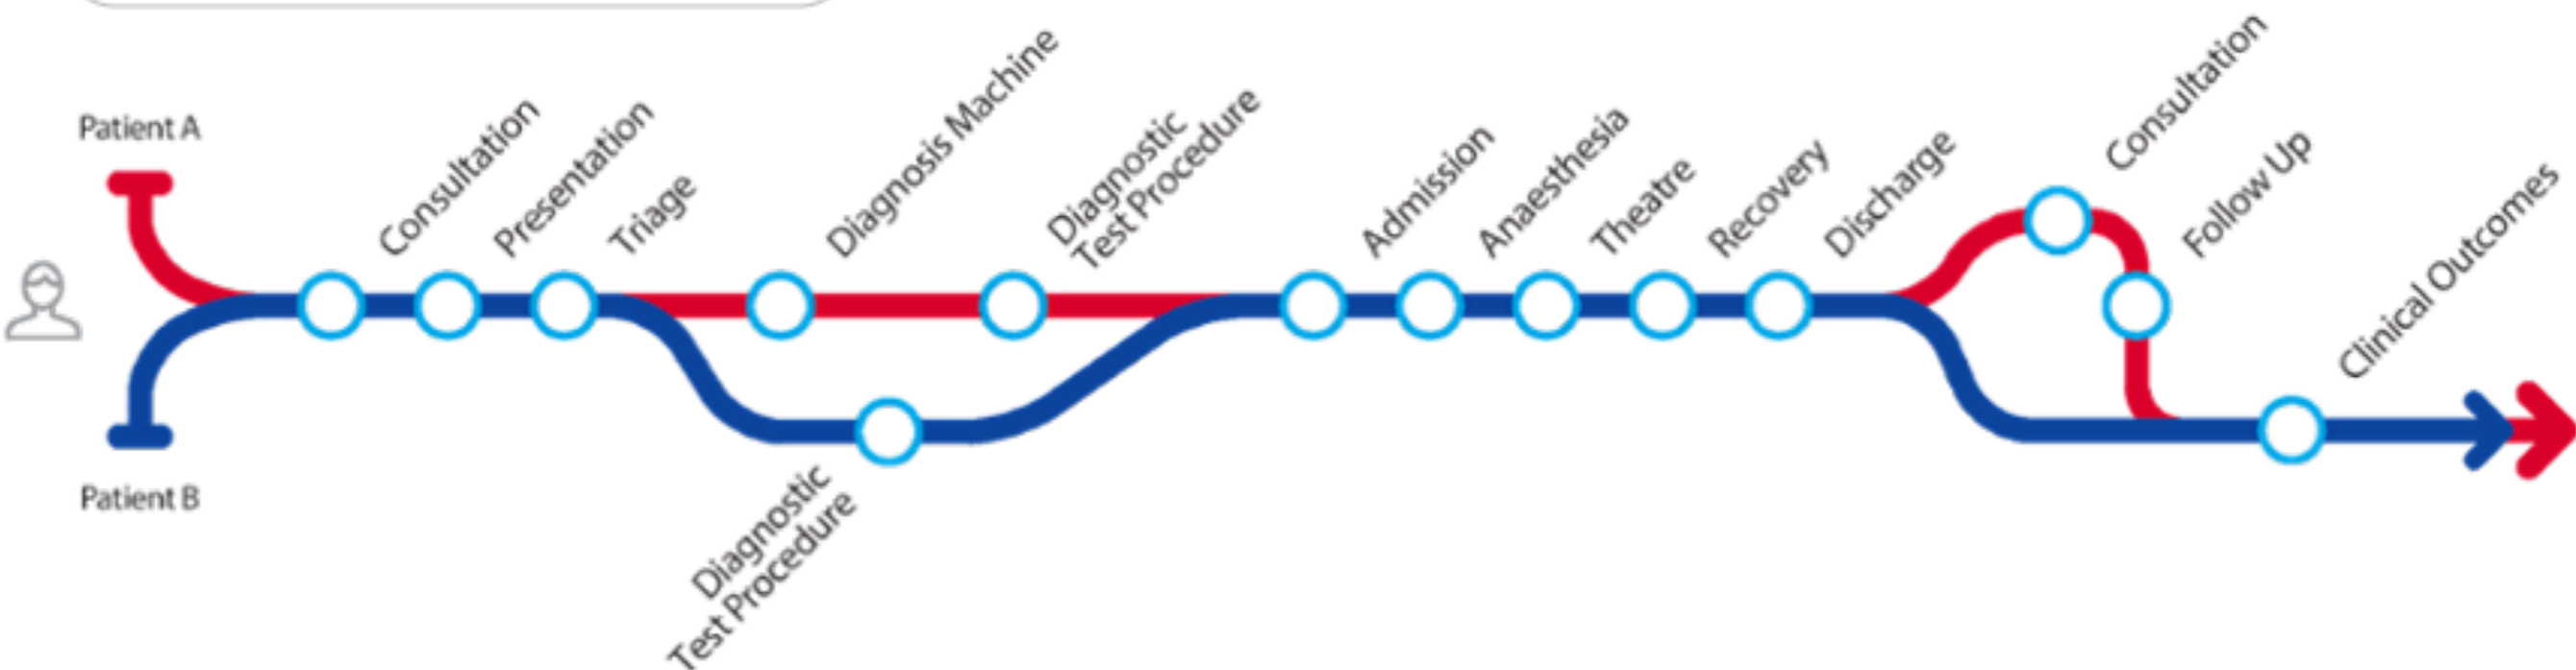 Patient A
Consultation
Presentation
Triage
Diagnosis Machine
Diagnostic
Test Procedure
Admission
Anaesthesia
Theatre
Recovery
Discharge
Consultation
Follow Up
Clinical Outcomes
Patient B
Diagnostic
Test Procedure